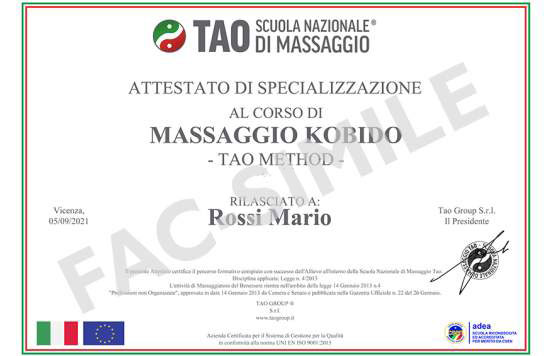 TAO SCUOLA NAZIONALE®
DI MASSAGGIO
ATTESTATO DI SPECIALIZZAZIONE
AL CORSO DI
MASSAGGIO KOBIDO
- TAO METHOD -
FAC-SIMILE
RILASCIATO A:
Rossi Mario
Vicenza,
05/09/2021
Tao Group S.r.l.
Il Presidente
Il presente Attestato certifica il percorso formativo compiuto con successo dall'Allievo all'interno della Scuola Nazionale di Massaggio Tao.
Disciplina applicata: Legge n. 4/2013
L'attività di Massaggiatore del Benessere rientra nell'ambito della legge 14 Gennaio 2013 n.4
"Professioni non Organizzate", approvata in data 14 Gennaio 2013 da Camera e Senato e pubblicata nella Gazzetta Ufficiale n. 22 del 26 Gennaio.
TAO GROUP ®
S.r.l.
www.taogroup.it
Azienda Certificata per il Sistema di Gestione per la Qualità
in conformità alla norma UNI EN ISO 9001:2015
adea
SCUOLA RICONOSCIUTA
ED ACCREDITATA
PER MERITO DA CSEN